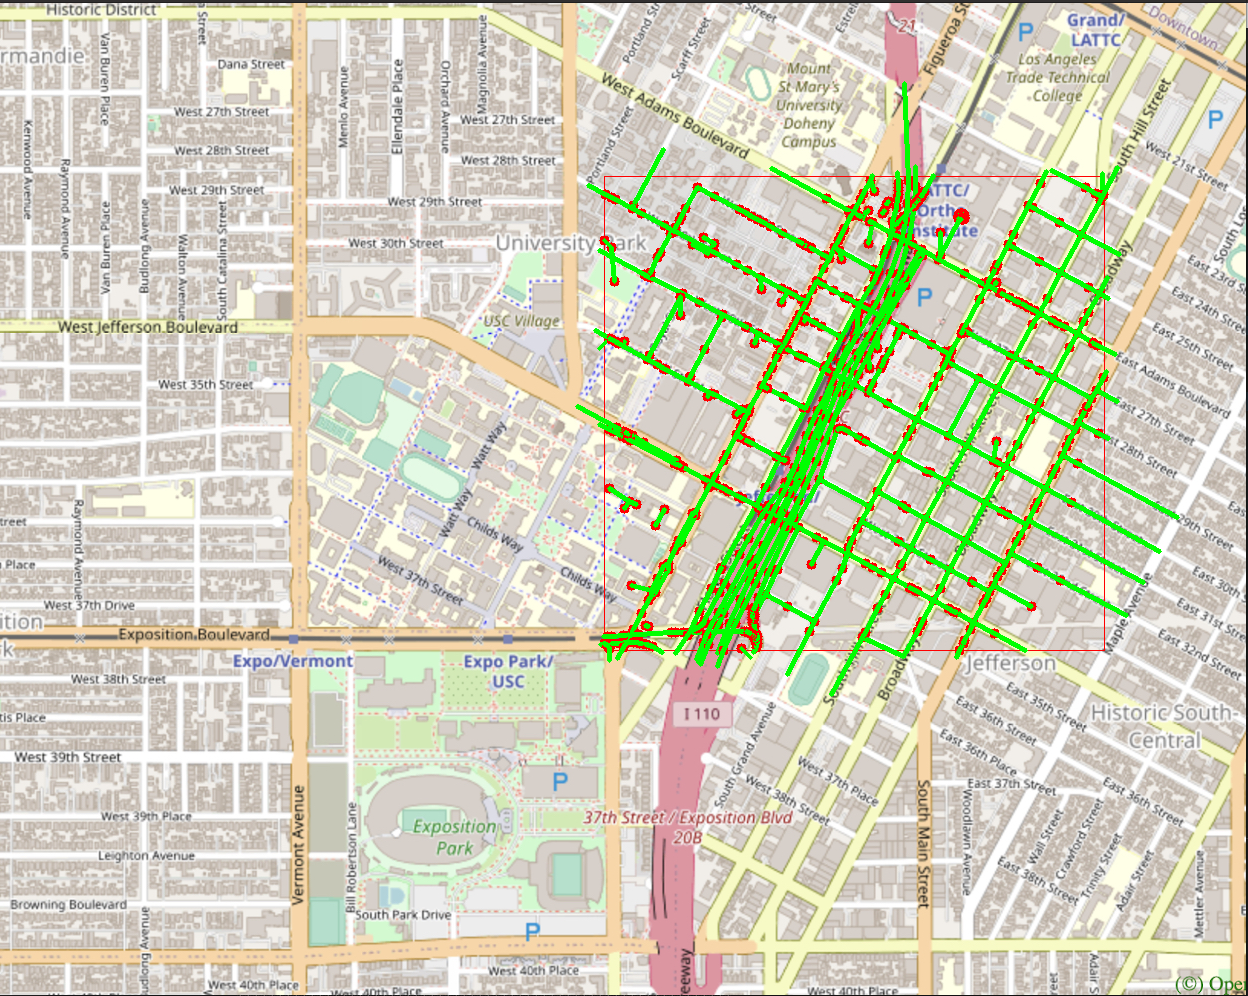 Historic District
Figueroa St
21
Grand/
LATTC
Downtown
P
Los Angeles
Trade Technical
College
South Hill Street
P
West 21st Street
Van Buren Place
Dana Street
Menlo Avenue
Ellendale Place
Orchard Avenue
Magnolia Avenue
Portland St
Scarff Street
Street
Estrel
West Adams Boulevard
Mount
St Mary's
University
Doheny
Campus
rmandie
Kenwood Avenue
Raymond Avenue
West 27th Street
West 27th Street
West 28th Street
West 28th Street
West 29th Street
West 29th Street
West 30th Street
Portland Street
Van Buren Place
Budlong Avenue
Walton Avenue
South Catalina Street
University Park
ATTC/
Ortho
Institute
P
East 23rd Street
East 24th Street
East 25th Street
East Adams Boulevard
East 27th Street
East 28th Street
29th Street
East 30th Street
East 31st Street
East 32nd Street
Maple Avenue
USC Village
West Jefferson Boulevard
West 35th Street
Watt Way
Watt Way
Childs Way
Childs Way
West 37th Street
Raymond Avenue
treet
Place
West 37th Drive
Exposition Boulevard
Expo/Vermont
Expo Park/
USC
West 38th Street
I 110
Broadway
Jefferson
Historic South-
Central
East 35th Street
East 36th Street
East 36th Place
East 37th Street
East 36th Street
tis Place
West 39th Street
West 39th Place
Leighton Avenue
Browning Boulevard
Vermont Avenue
Bill Robertson Lane
P
Exposition
Park
37th Street / Exposition Blvd
20B
South Grand Avenue
West 37th Place
West 38th Street
South Main Street
Woodlawn Avenue
Wall Street
Crawford Street
Trinity Street
Adair Street
East 38th Street
Mettler Avenue
South Park Drive
P
West 40th Place
West 40th Place
West 40th Place
West 40th Place
eeway
Adair S
(©) Oper